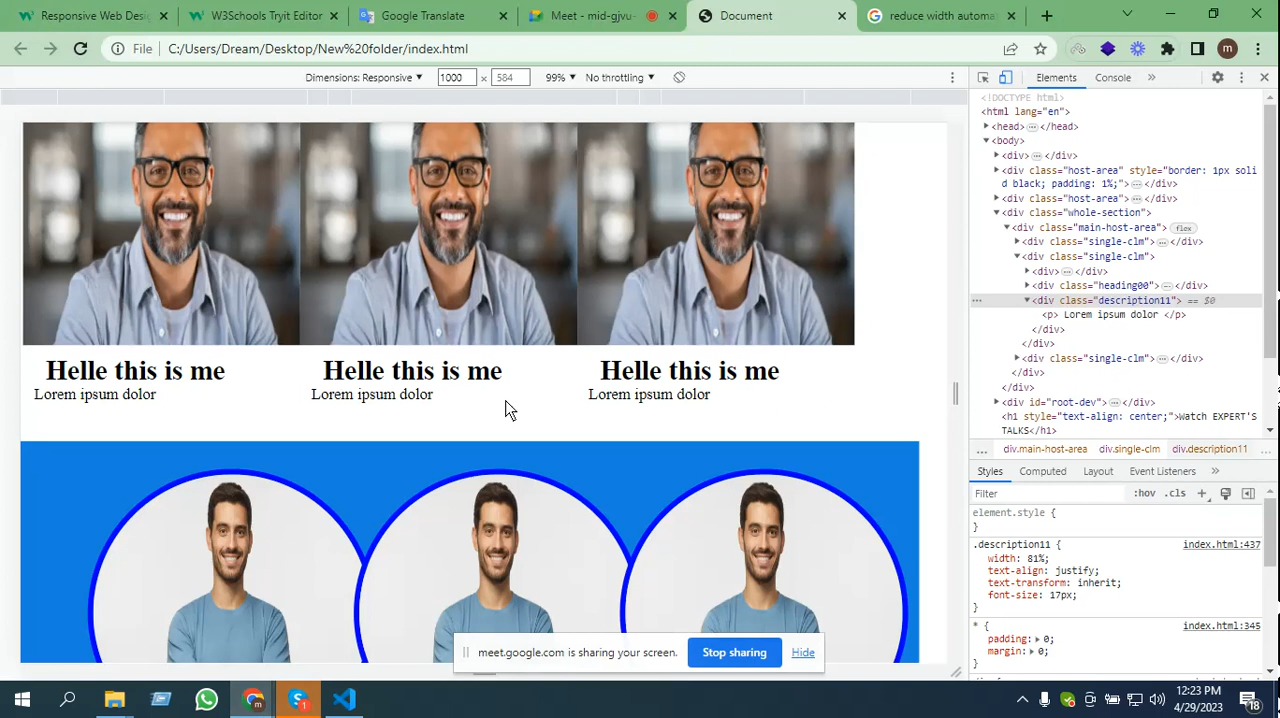 Responsive Web Desi
W3Schools Tryit Editor
Google Translate
Meet - mid-gjvu-
Document
reduce width automa
File C:/Users/Dream/Desktop/New%20folder/index.html
m
Dimensions: Responsive 1000 × 584 99% No throttling
Elements Console »
<!DOCTYPE html>
<html lang="en">
<head> … </head>
<body>
<div> … </div>
<div class="host-area" style="border: 1px soli
d black; padding: 1%;"> … </div>
<div class="host-area"> … </div>
<div class="whole-section">
<div class="main-host-area"> flex
<div class="single-clm"> … </div>
<div class="single-clm">
<div> … </div>
<div class="heading00"> … </div>
… <div class="description11"> == $0
<p> Lorem ipsum dolor </p>
</div>
</div>
<div class="single-clm"> … </div>
</div>
</div>
<div id="root-dev"> … </div>
<h1 style="text-align: center;">Watch EXPERT'S
TALKS</h1>
… div.main-host-area div.single-clm div.description11 …
Styles Computed Layout Event Listeners »
Filter :hov .cls +
element.style {
}
.description11 { index.html:437
width: 81%;
text-align: justify;
text-transform: inherit;
font-size: 17px;
}
* { index.html:345
padding: 0;
margin: 0;
}
Helle this is me Helle this is me Helle this is me
Lorem ipsum dolor Lorem ipsum dolor Lorem ipsum dolor
meet.google.com is sharing your screen. Stop sharing Hide
m
1
12:23 PM
4/29/2023
18